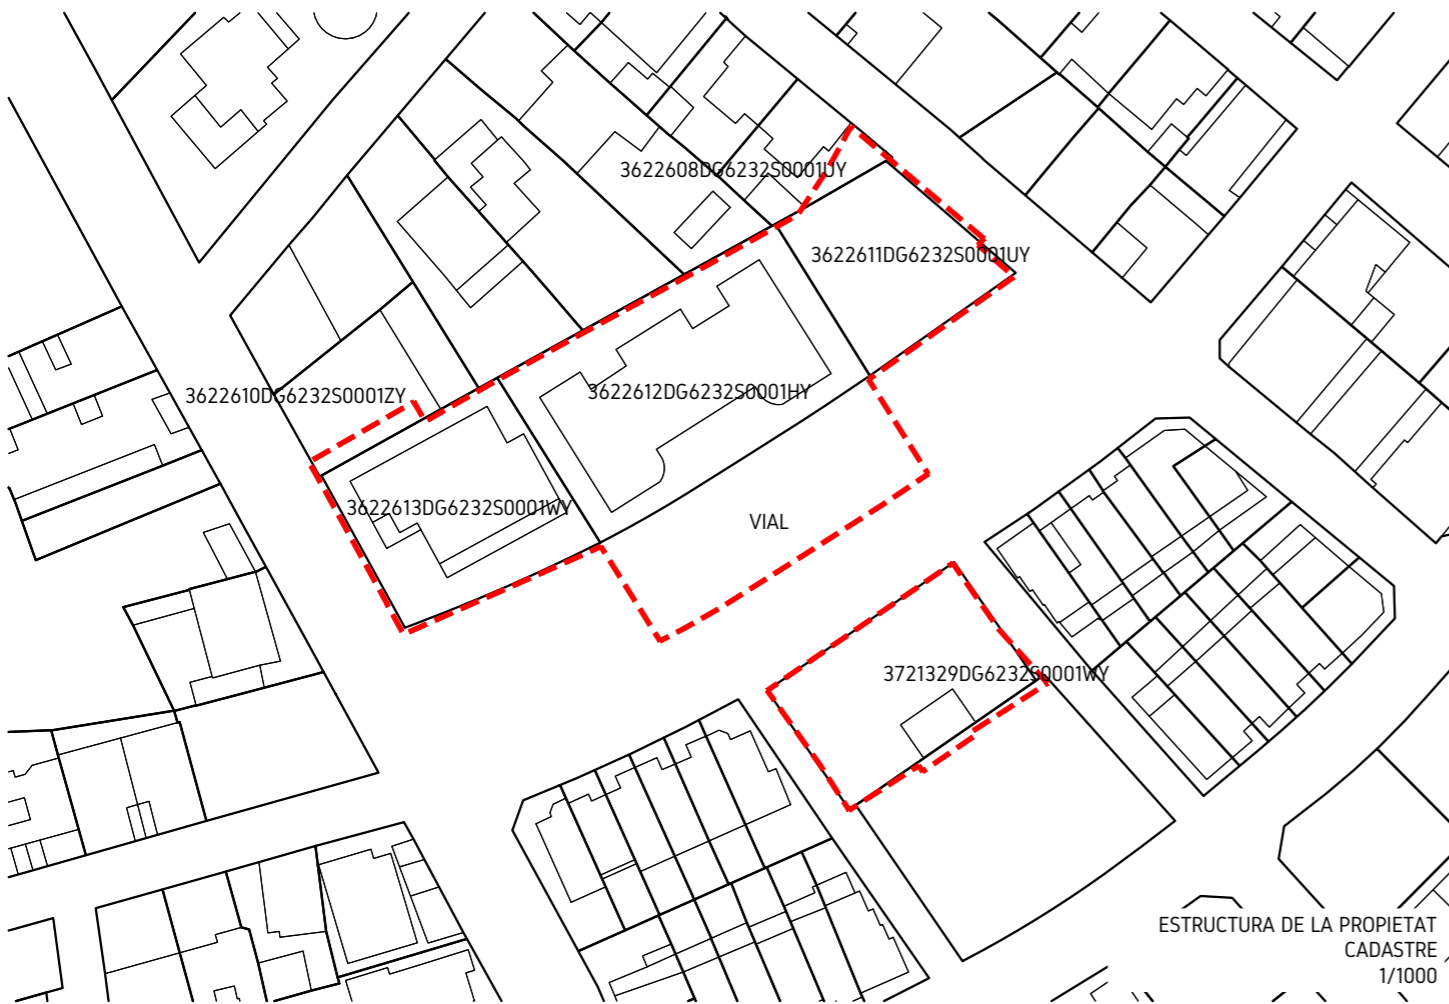 3622608DG6232S0001UY
3622611DG6232S0001UY
3622610DG6232S0001ZY
3622612DG6232S0001HY
3622613DG6232S0001WY
VIAL
3721329DG6232S0001WY
ESTRUCTURA DE LA PROPIETAT
CADASTRE
1/1000